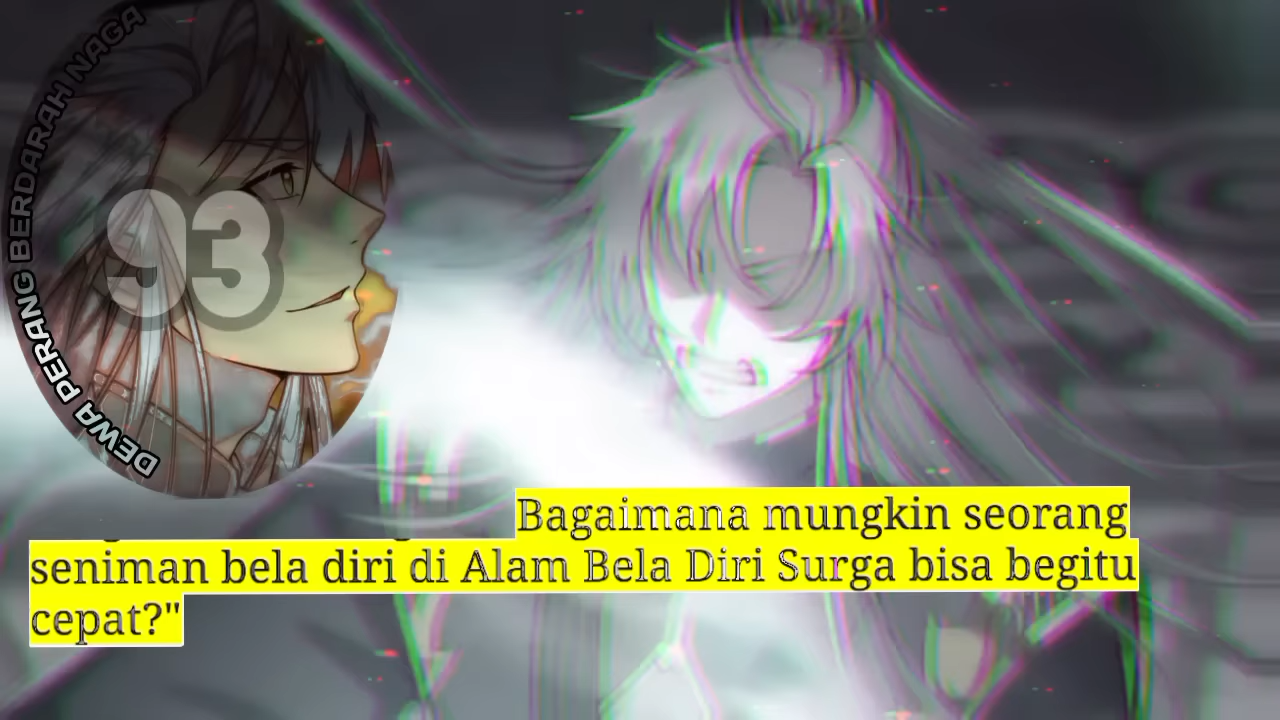 DEWA PERANG BERDARAH NAGA
93
Bagaimana mungkin seorang
seniman bela diri di Alam Bela Diri Surga bisa begitu
cepat?"